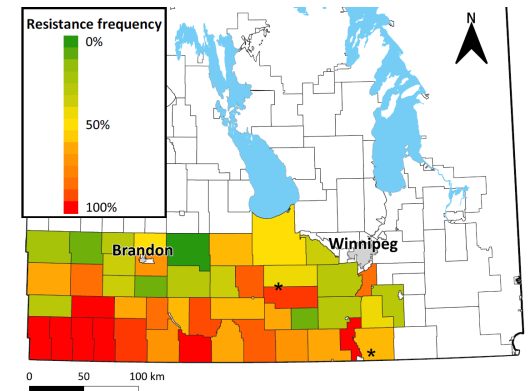 Resistance frequency
0%
50%
100%
N
Brandon
Winnipeg
*
*
0 50 100 km